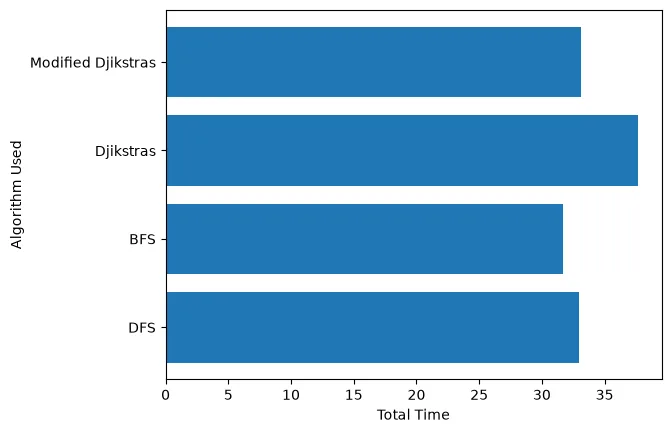 Modified Djikstras
Djikstras
BFS
DFS
Algorithm Used
0 5 10 15 20 25 30 35
Total Time